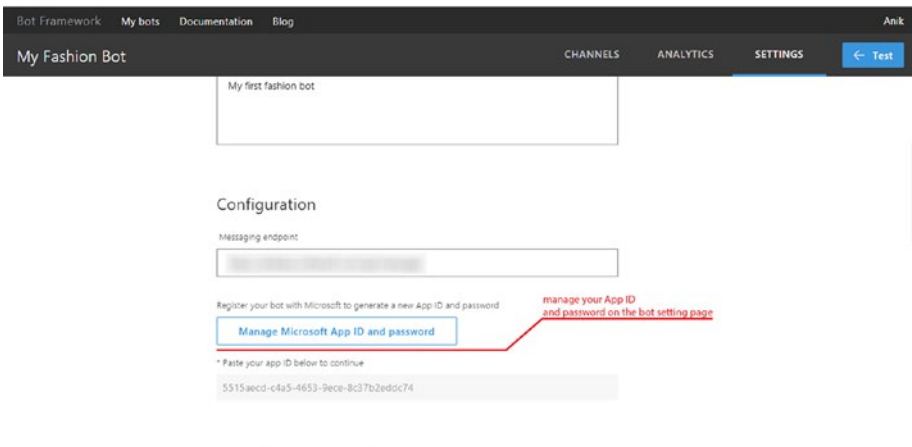 Bot Framework My bots Documentation Blog Anik
My Fashion Bot CHANNELS ANALYTICS SETTINGS ← Test
My first fashion bot
Configuration
Messaging endpoint
Register your bot with Microsoft to generate a new App ID and password
manage your App ID
and password on the bot setting page
Manage Microsoft App ID and password
* Paste your app ID below to continue
5515aecd-c4a5-4653-9ece-8c37b2eddc74